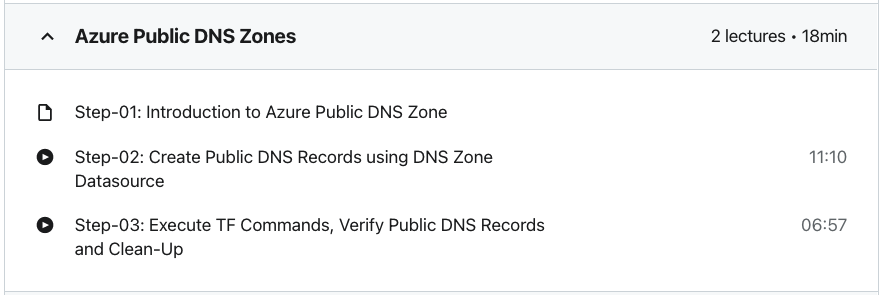 Azure Public DNS Zones
2 lectures • 18min
Step-01: Introduction to Azure Public DNS Zone
Step-02: Create Public DNS Records using DNS Zone
Datasource
11:10
Step-03: Execute TF Commands, Verify Public DNS Records
and Clean-Up
06:57